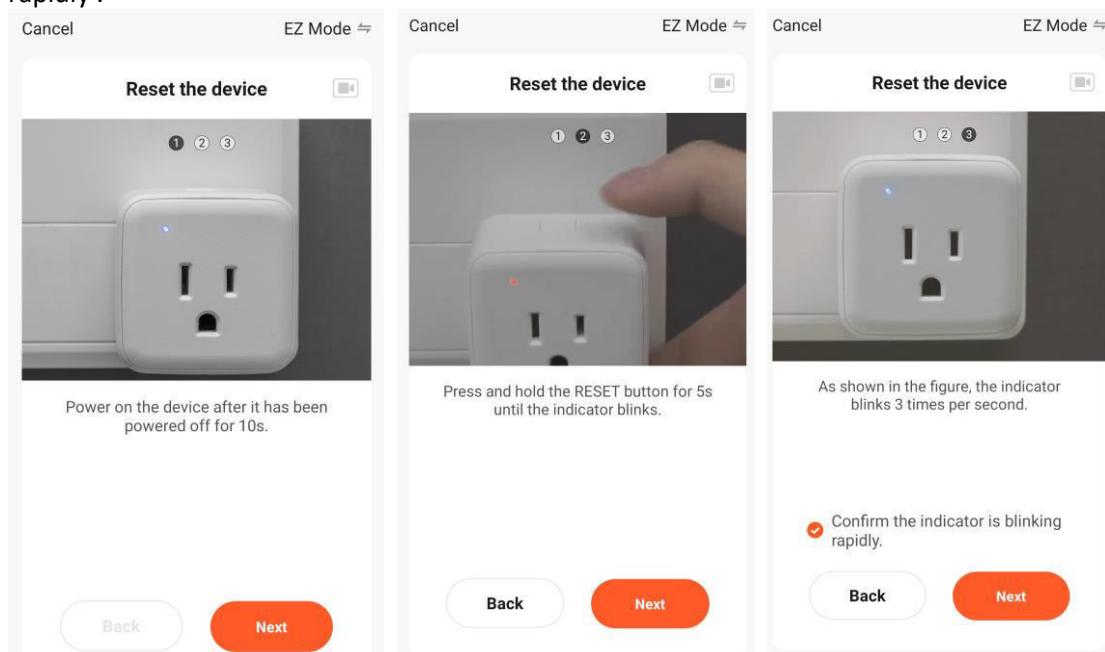 Cancel
EZ Mode ⇋
Reset the device
1 2 3
Power on the device after it has been
powered off for 10s.
Back
Next
Cancel
EZ Mode ⇋
Reset the device
1 2 3
Press and hold the RESET button for 5s
until the indicator blinks.
Back
Next
Cancel
EZ Mode ⇋
Reset the device
1 2 3
As shown in the figure, the indicator
blinks 3 times per second.
Confirm the indicator is blinking
rapidly.
Back
Next